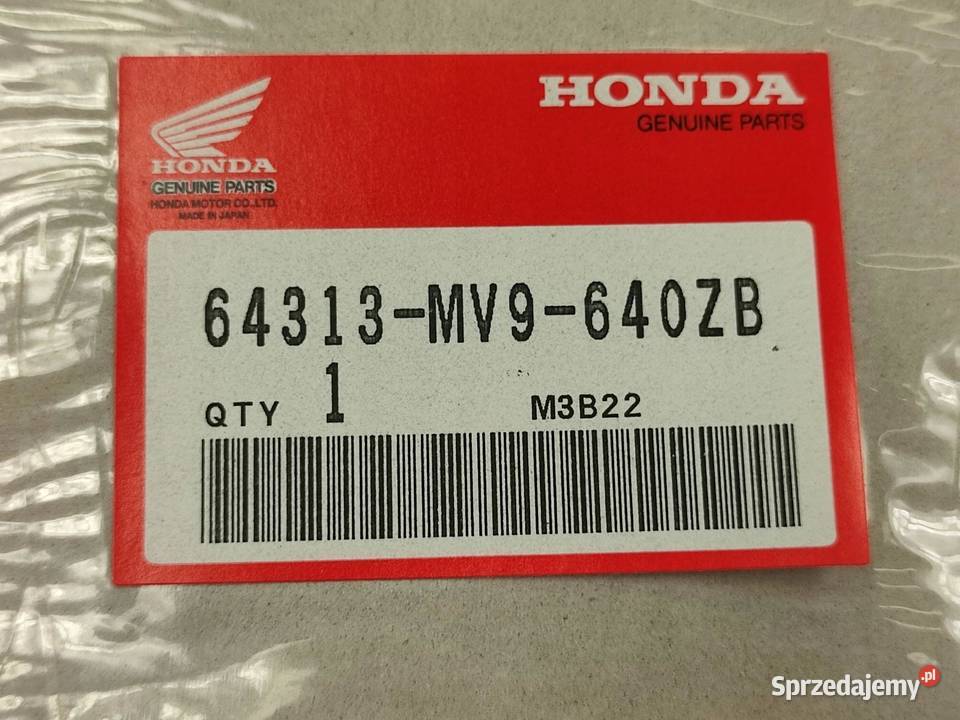 HONDA
GENUINE PARTS
HONDA
GENUINE PARTS
HONDA MOTOR CO.,LTD.
MADE IN JAPAN
64313-MV9-640ZB
QTY 1 M3B22
Sprzedajemy.pl